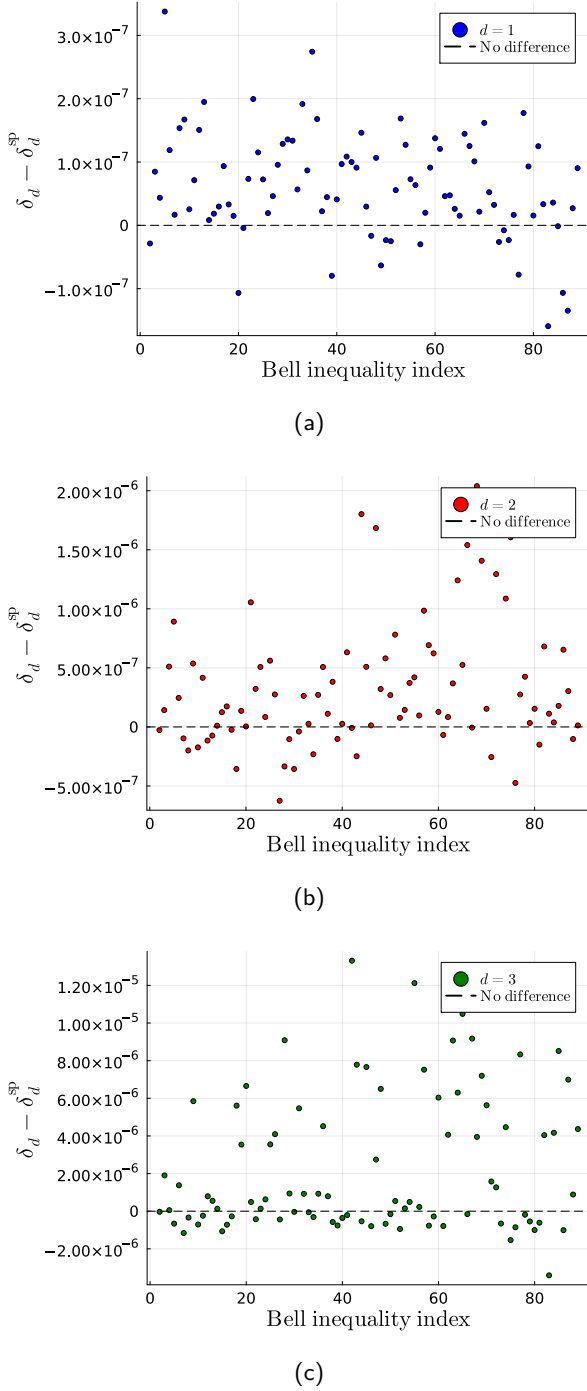 3.0×10⁻⁷
2.0×10⁻⁷
1.0×10⁻⁷
0
−1.0×10⁻⁷
δ_d − δ_d^sp
d = 1
No difference
0 20 40 60 80
Bell inequality index
(a)
2.00×10⁻⁶
1.50×10⁻⁶
1.00×10⁻⁶
5.00×10⁻⁷
0
−5.00×10⁻⁷
δ_d − δ_d^sp
d = 2
No difference
0 20 40 60 80
Bell inequality index
(b)
1.20×10⁻⁵
1.00×10⁻⁵
8.00×10⁻⁶
6.00×10⁻⁶
4.00×10⁻⁶
2.00×10⁻⁶
0
−2.00×10⁻⁶
δ_d − δ_d^sp
d = 3
No difference
0 20 40 60 80
Bell inequality index
(c)